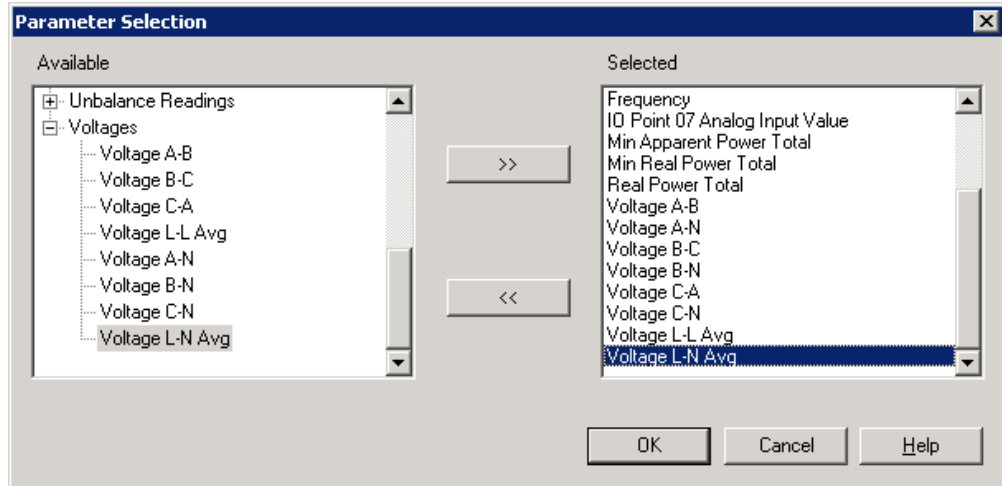 Parameter Selection
Available
Selected
Unbalance Readings
Voltages
Voltage A-B
Voltage B-C
Voltage C-A
Voltage L-L Avg
Voltage A-N
Voltage B-N
Voltage C-N
Voltage L-N Avg
>>
<<
Frequency
IO Point 07 Analog Input Value
Min Apparent Power Total
Min Real Power Total
Real Power Total
Voltage A-B
Voltage A-N
Voltage B-C
Voltage B-N
Voltage C-A
Voltage C-N
Voltage L-L Avg
Voltage L-N Avg
OK
Cancel
Help